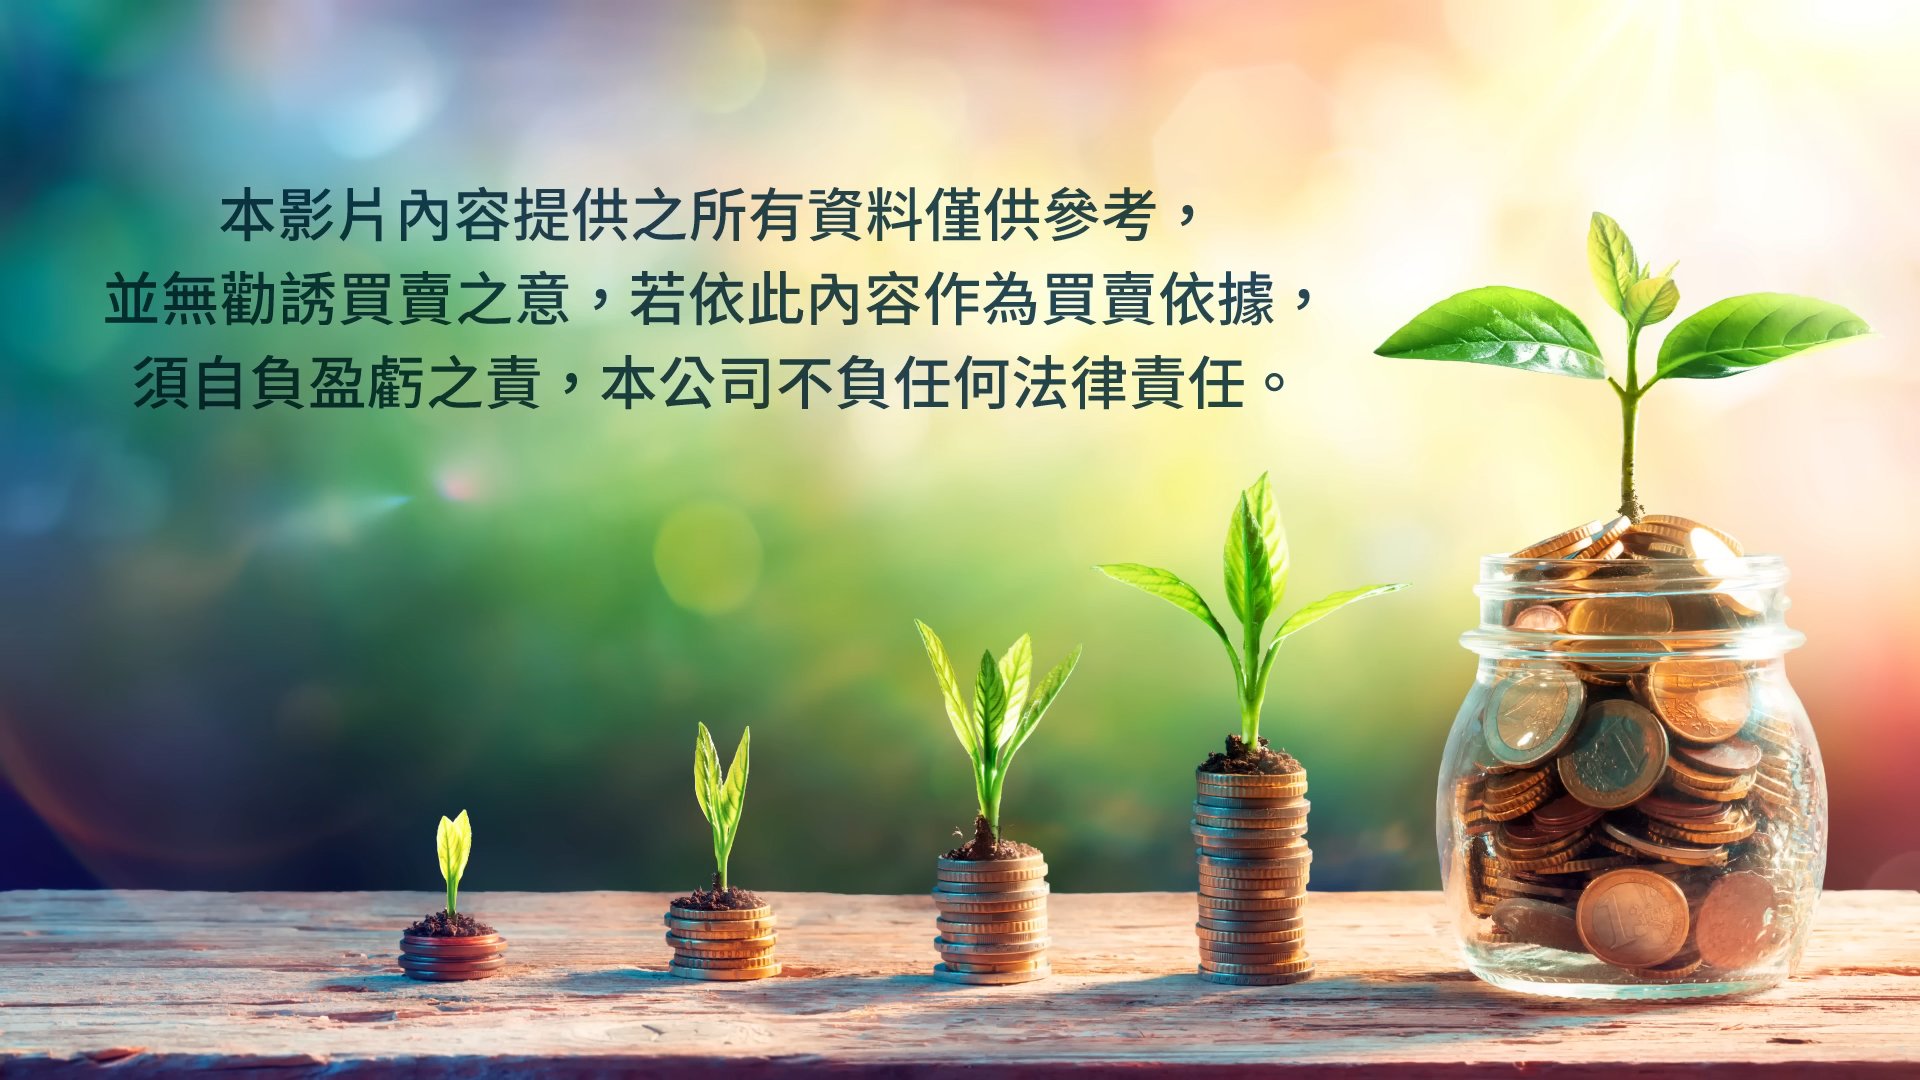 本影片內容提供之所有資料僅供參考，
並無勸誘買賣之意，若依此內容作為買賣依據，
須自負盈虧之責，本公司不負任何法律責任。